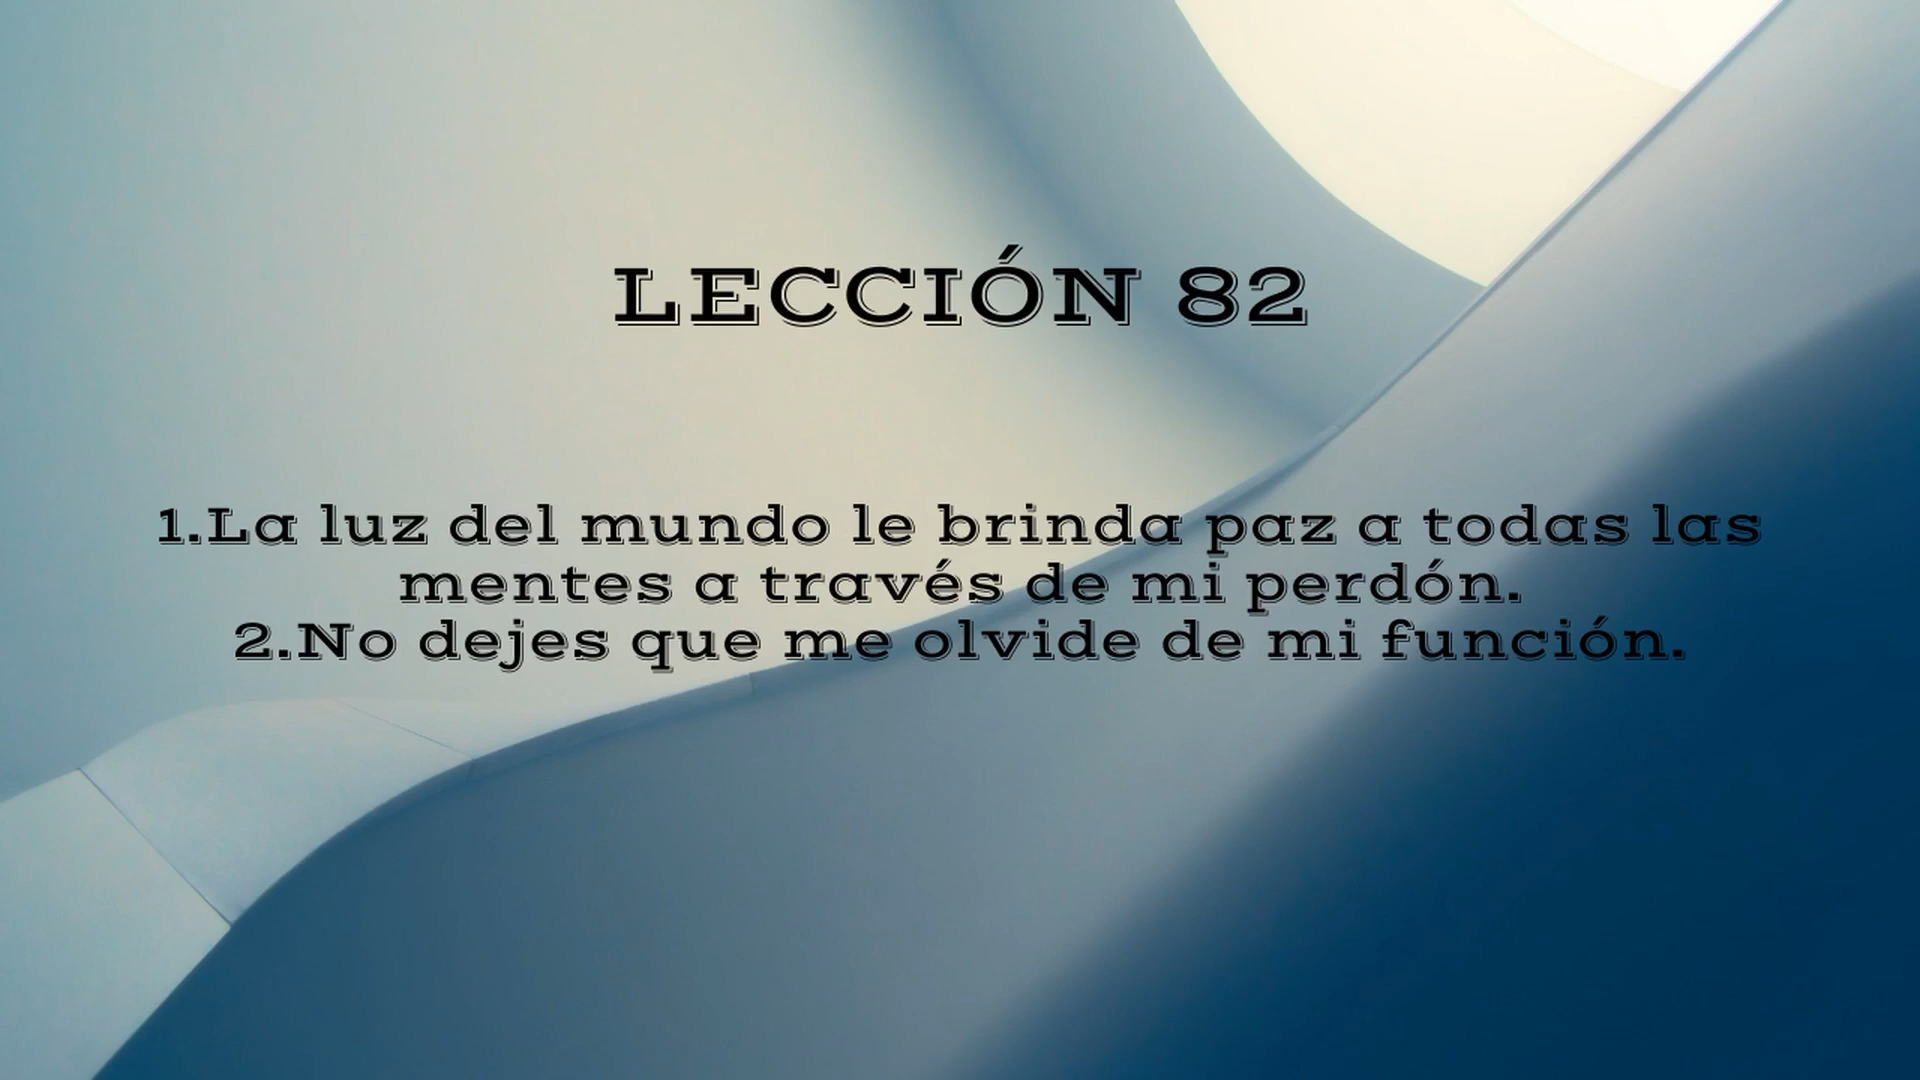 LECCIÓN 82
1.La luz del mundo le brinda paz a todas las
mentes a través de mi perdón.
2.No dejes que me olvide de mi función.